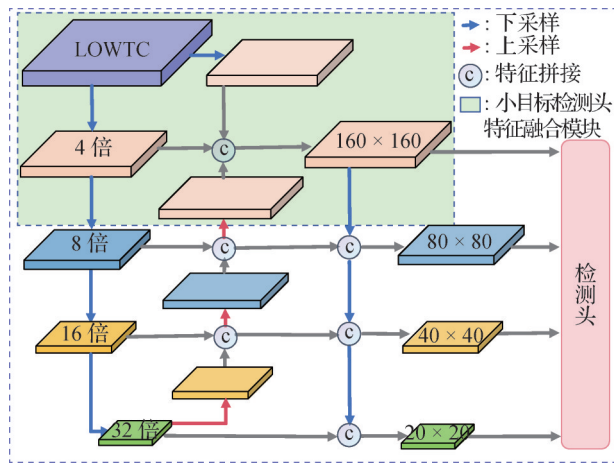 LOWTC
:下采样
:上采样
c :特征拼接
:小目标检测头
特征融合模块
4 倍
c
160 × 160
8 倍
c
c
80 × 80
16 倍
c
c
40 × 40
32 倍
c
20 × 20
检测头